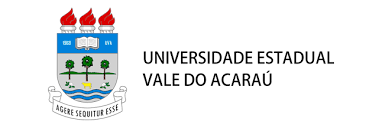 1968
UVA
AGERE SEQUITUR ESSE
UNIVERSIDADE ESTADUAL
VALE DO ACARAÚ